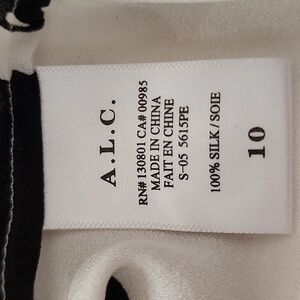 A.L.C.
RN# 130801 CA# 00985
MADE IN CHINA
FAIT EN CHINE
S-05 5615PE
100% SILK / SOIE
10